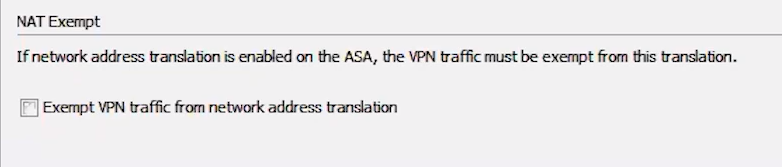 NAT Exempt
If network address translation is enabled on the ASA, the VPN traffic must be exempt from this translation.
Exempt VPN traffic from network address translation